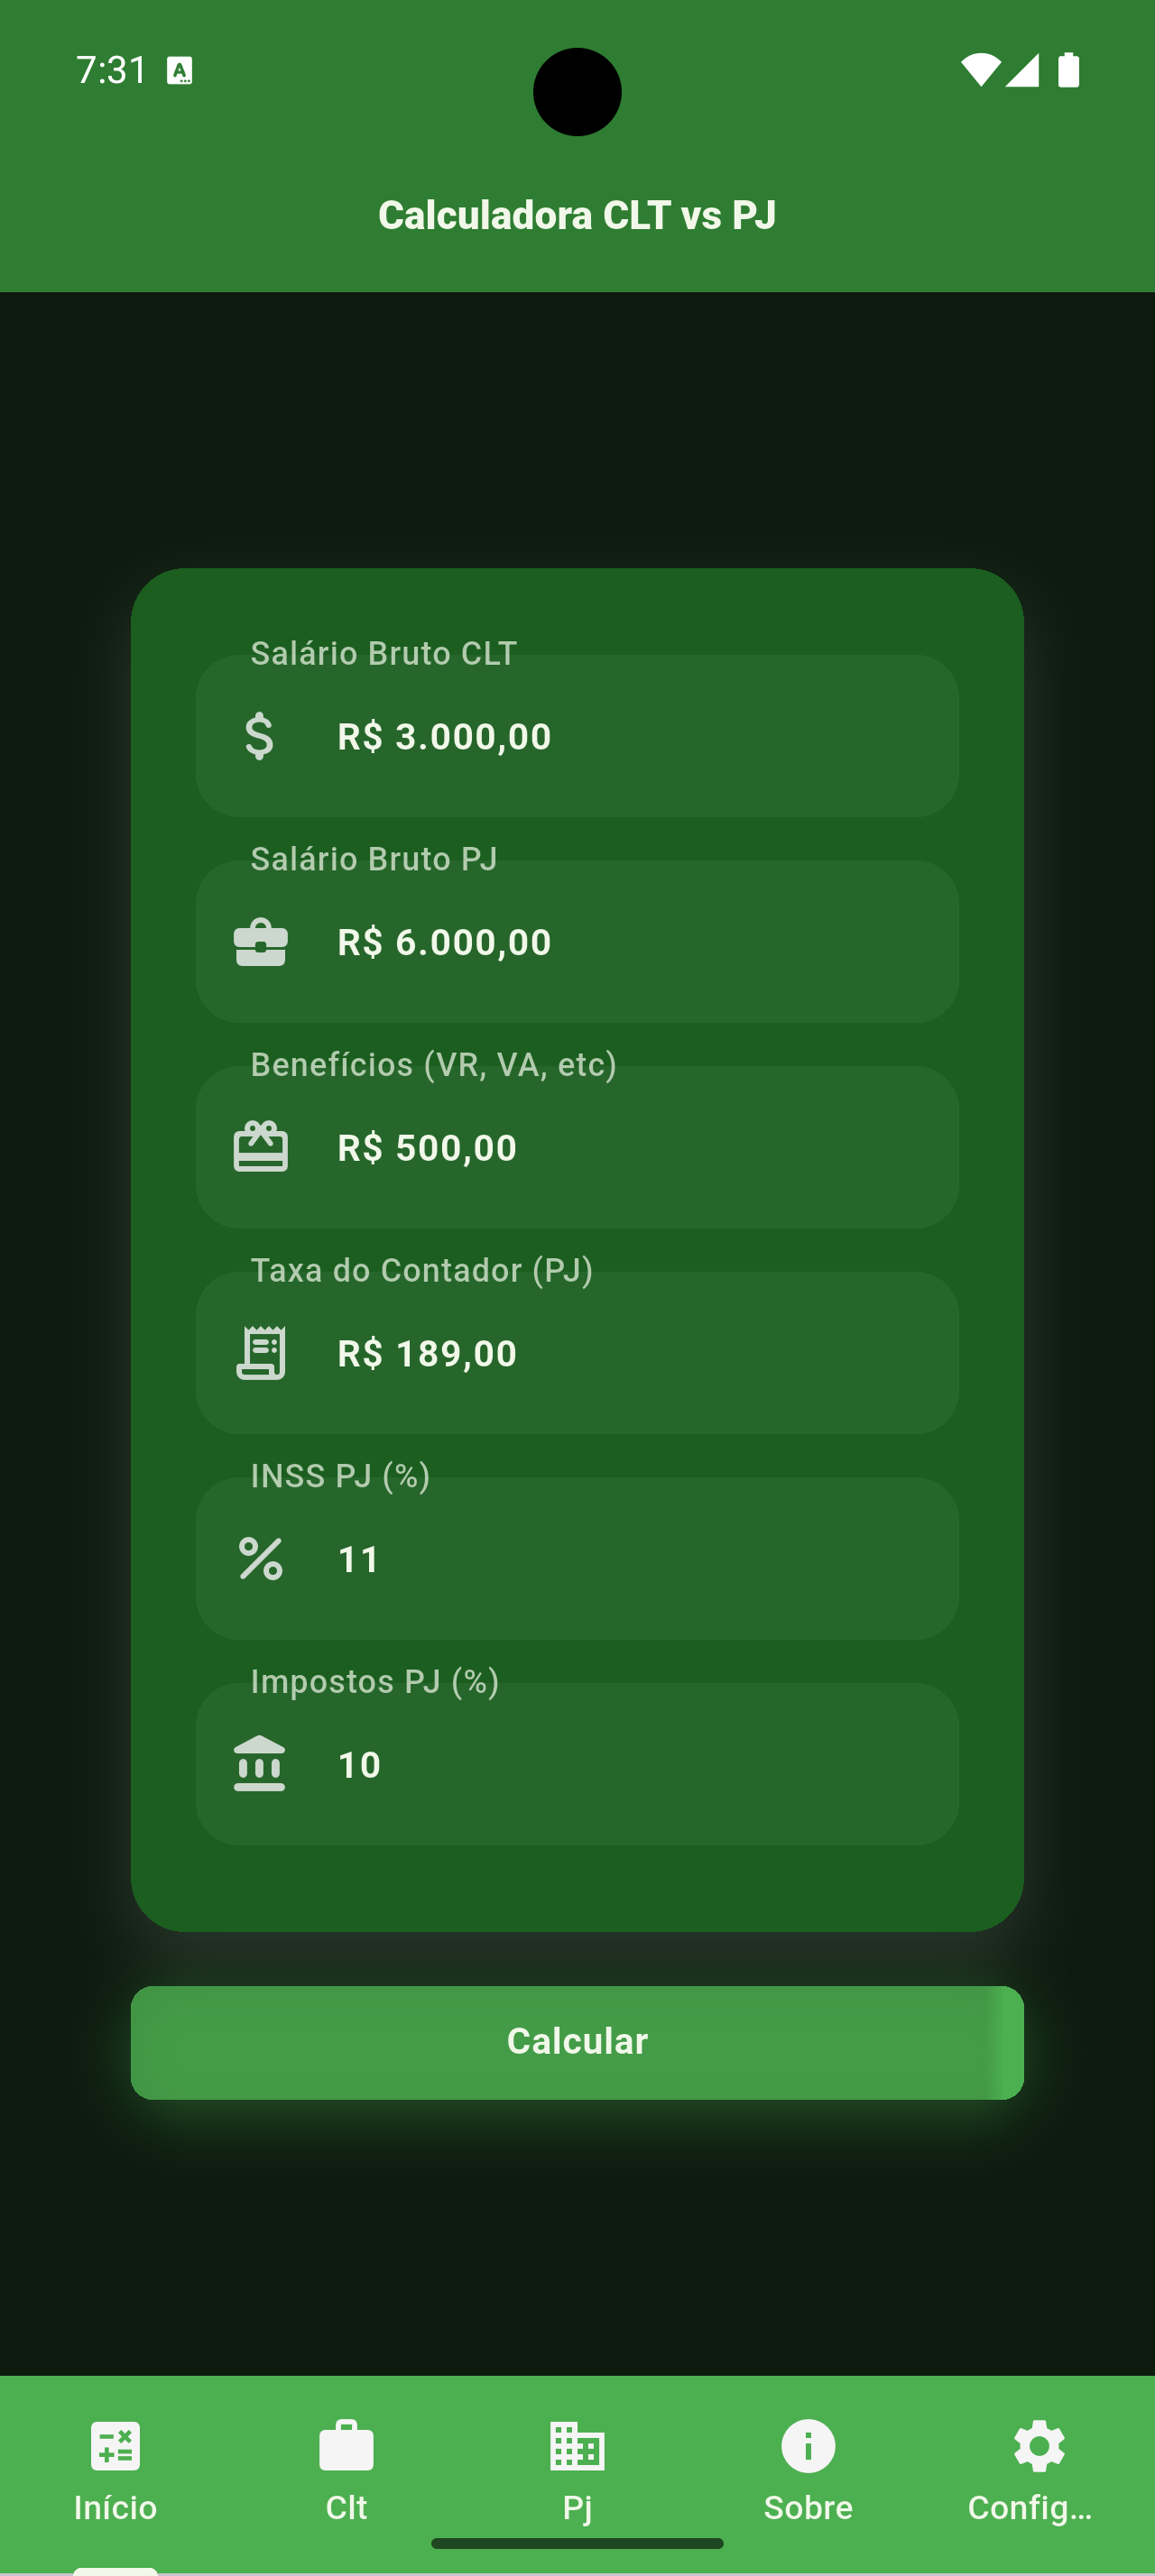 7:31
Calculadora CLT vs PJ
Salário Bruto CLT
R$ 3.000,00
Salário Bruto PJ
R$ 6.000,00
Benefícios (VR, VA, etc)
R$ 500,00
Taxa do Contador (PJ)
R$ 189,00
INSS PJ (%)
11
Impostos PJ (%)
10
Calcular
Início Clt Pj Sobre Config...